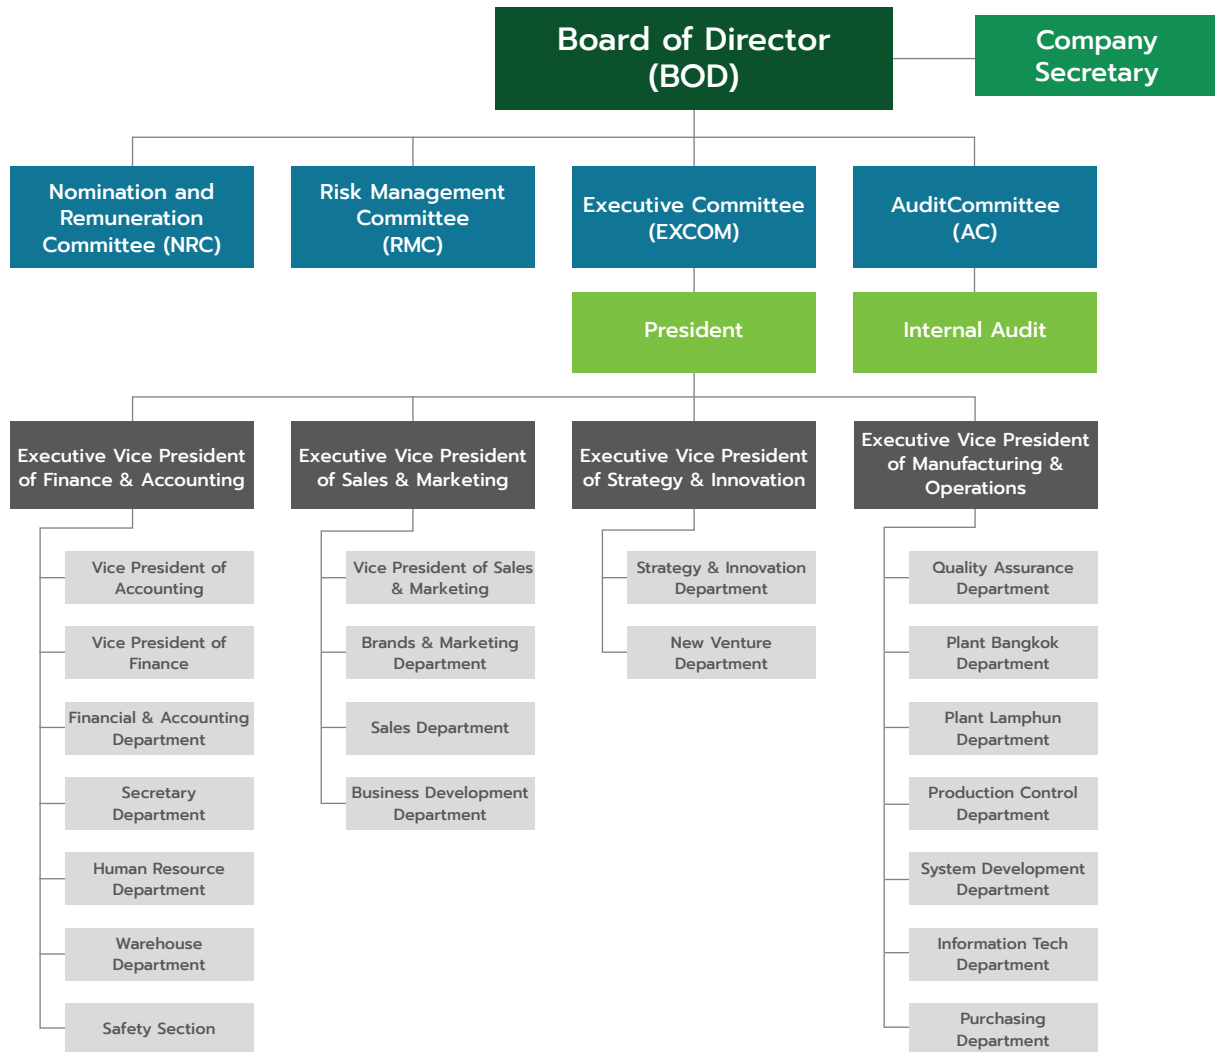 Board of Director
(BOD)
Company
Secretary
Nomination and
Remuneration
Committee (NRC)
Risk Management
Committee
(RMC)
Executive Committee
(EXCOM)
AuditCommittee
(AC)
President
Internal Audit
Executive Vice President
of Finance & Accounting
Executive Vice President
of Sales & Marketing
Executive Vice President
of Strategy & Innovation
Executive Vice President
of Manufacturing &
Operations
Vice President of
Accounting
Vice President of
Finance
Financial & Accounting
Department
Secretary
Department
Human Resource
Department
Warehouse
Department
Safety Section
Vice President of Sales
& Marketing
Brands & Marketing
Department
Sales Department
Business Development
Department
Strategy & Innovation
Department
New Venture
Department
Quality Assurance
Department
Plant Bangkok
Department
Plant Lamphun
Department
Production Control
Department
System Development
Department
Information Tech
Department
Purchasing
Department